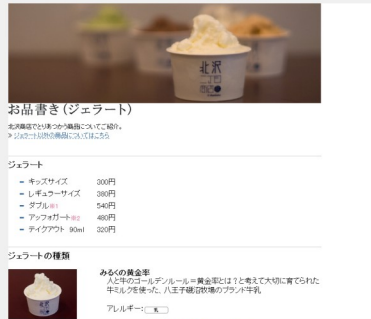 北沢
お品書き(ジェラート)
北沢商店でとりあつかう商品についてご紹介。
» ジェラート以外の商品についてはこちら
ジェラート
- キッズサイズ 300円
- レギュラーサイズ 380円
- ダブル※1 540円
- アッフォガート※2 480円
- テイクアウト 90ml 320円
ジェラートの種類
みるくの黄金率
人と牛のゴールデンルール=黄金率とは?と考えて大切に育てられた
牛ミルクを使った、八王子磯沼牧場のブランド牛乳
アレルギー: 乳